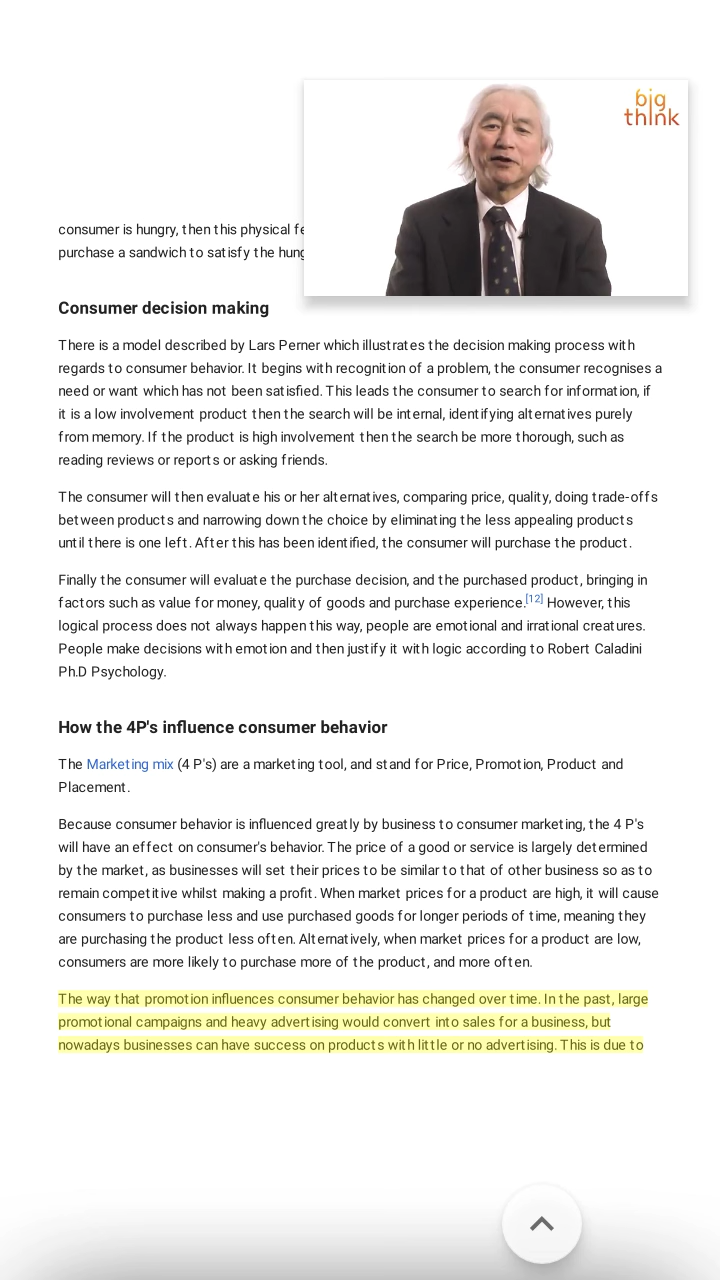 big
think
consumer is hungry, then this physical
purchase a sandwich to satisfy the
Consumer decision making
There is a model described by Lars Perner which illustrates the decision making process with
regards to consumer behavior. It begins with recognition of a problem, the consumer recognises a
need or want which has not been satisfied. This leads the consumer to search for information, if
it is a low involvement product then the search will be internal, identifying alternatives purely
from memory. If the product is high involvement then the search be more thorough, such as
reading reviews or reports or asking friends.
The consumer will then evaluate his or her alternatives, comparing price, quality, doing trade-offs
between products and narrowing down the choice by eliminating the less appealing products
until there is one left. After this has been identified, the consumer will purchase the product.
Finally the consumer will evaluate the purchase decision, and the purchased product, bringing in
factors such as value for money, quality of goods and purchase experience.[12] However, this
logical process does not always happen this way, people are emotional and irrational creatures.
People make decisions with emotion and then justify it with logic according to Robert Caladini
Ph.D Psychology.
How the 4P's influence consumer behavior
The Marketing mix (4 P's) are a marketing tool, and stand for Price, Promotion, Product and
Placement.
Because consumer behavior is influenced greatly by business to consumer marketing, the 4 P's
will have an effect on consumer's behavior. The price of a good or service is largely determined
by the market, as businesses will set their prices to be similar to that of other business so as to
remain competitive whilst making a profit. When market prices for a product are high, it will cause
consumers to purchase less and use purchased goods for longer periods of time, meaning they
are purchasing the product less often. Alternatively, when market prices for a product are low,
consumers are more likely to purchase more of the product, and more often.
The way that promotion influences consumer behavior has changed over time. In the past, large
promotional campaigns and heavy advertising would convert into sales for a business, but
nowadays businesses can have success on products with little or no advertising. This is due to